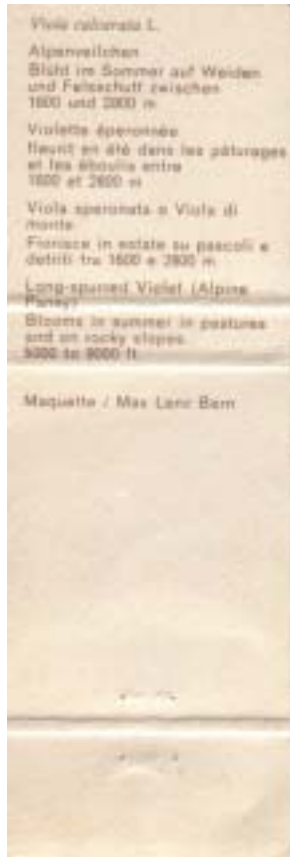 Viola calcarata L.
Alpenveilchen
Blüht im Sommer auf Weiden
und Felsschutt zwischen
1600 und 2800 m
Violette éperonnée
fleurit en été dans les pâturages
et les éboulis entre
1600 et 2800 m
Viola speronata o Viola di
monte
Fiorisce in estate su pascoli e
detriti tra 1600 e 2800 m
Long-spurred Violet (Alpine
Pansy)
Blooms in summer in pastures
and on rocky slopes
to 9000 ft
Maquette / Max Lenz Bern